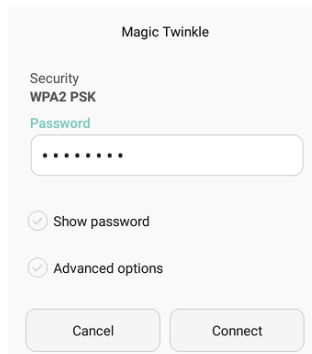 Magic Twinkle
Security
WPA2 PSK
Password
••••••••
Show password
Advanced options
Cancel Connect